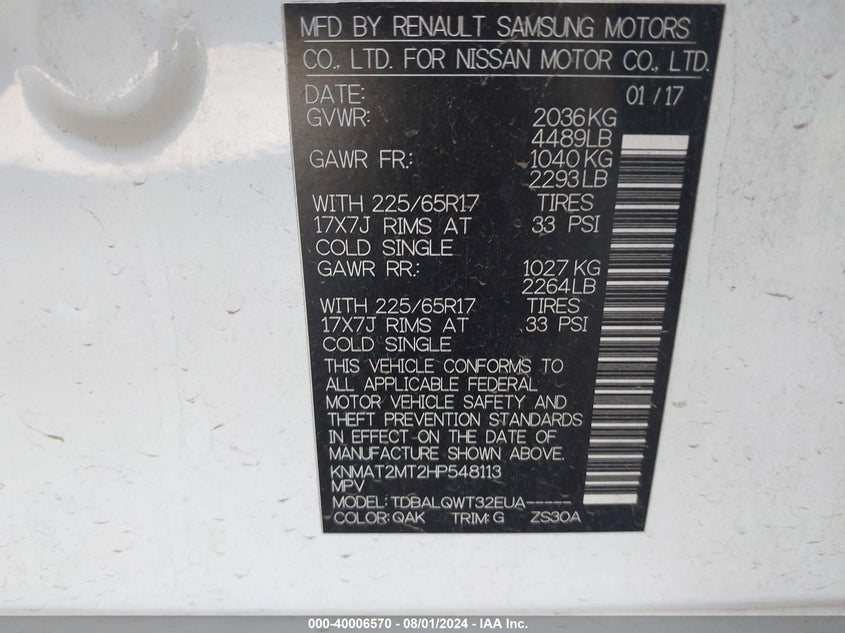 MFD BY RENAULT SAMSUNG MOTORS
CO., LTD. FOR NISSAN MOTOR CO., LTD.
DATE: 01 / 17
GVWR: 2036KG
4489LB
GAWR FR.: 1040KG
2293LB
WITH 225/65R17 TIRES
17X7J RIMS AT 33 PSI
COLD SINGLE
GAWR RR.: 1027 KG
2264LB
WITH 225/65R17 TIRES
17X7J RIMS AT 33 PSI
COLD SINGLE
THIS VEHICLE CONFORMS TO
ALL APPLICABLE FEDERAL
MOTOR VEHICLE SAFETY AND
THEFT PREVENTION STANDARDS
IN EFFECT ON THE DATE OF
MANUFACTURE SHOWN ABOVE.
KNMAT2MT2HP548113
MPV
MODEL: TDBALQWT32EUA-----
COLOR: QAK TRIM: G ZS30A
000-40006570 - 08/01/2024 - IAA Inc.